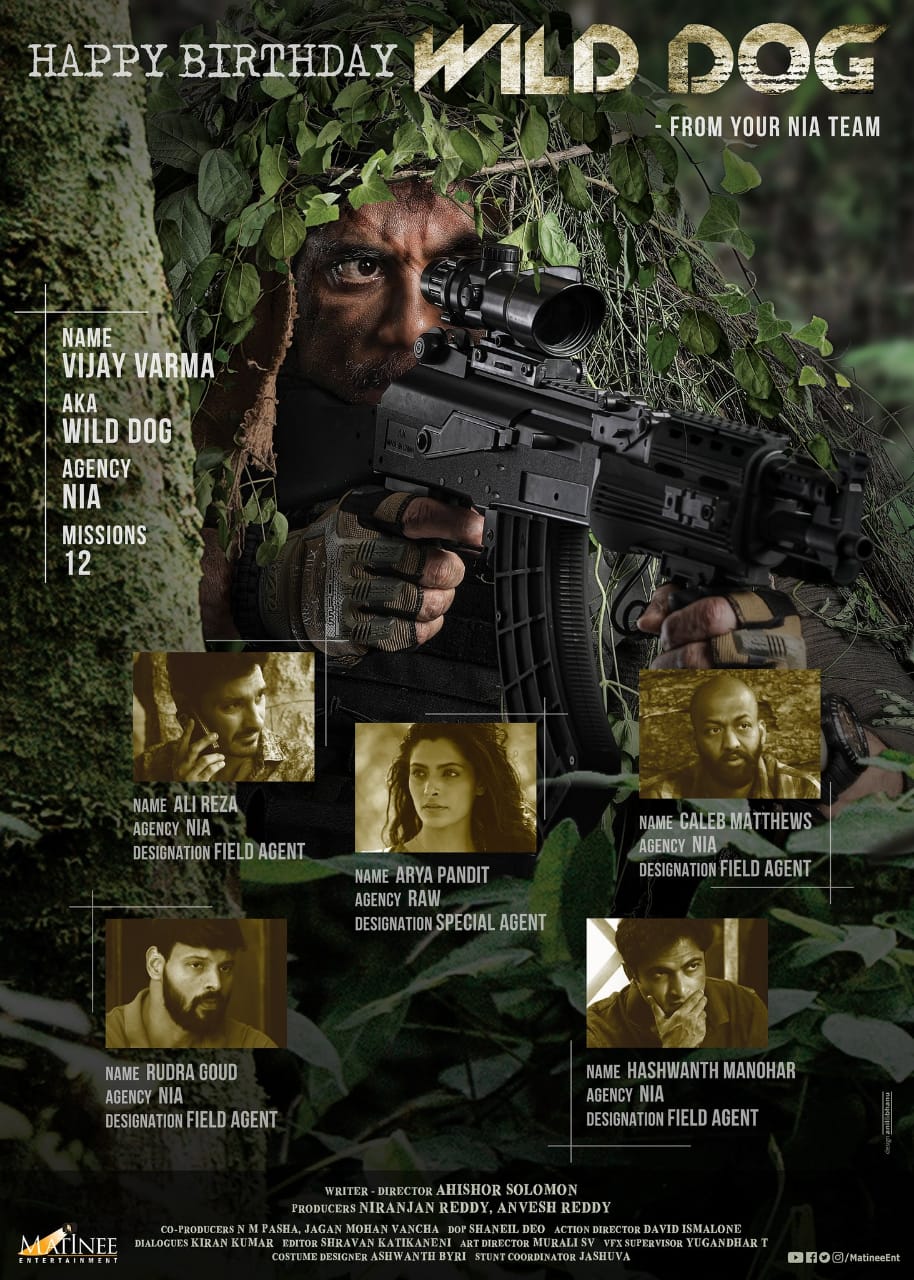 HAPPY BIRTHDAY WILD DOG
- FROM YOUR NIA TEAM
NAME
VIJAY VARMA
AKA
WILD DOG
AGENCY
NIA
MISSIONS
12
NAME ALI REZA
AGENCY NIA
DESIGNATION FIELD AGENT
NAME ARYA PANDIT
AGENCY RAW
DESIGNATION SPECIAL AGENT
NAME CALEB MATTHEWS
AGENCY NIA
DESIGNATION FIELD AGENT
NAME RUDRA GOUD
AGENCY NIA
DESIGNATION FIELD AGENT
NAME HASHWANTH MANOHAR
AGENCY NIA
DESIGNATION FIELD AGENT
design anilbhanu
WRITER - DIRECTOR AHISHOR SOLOMON
PRODUCERS NIRANJAN REDDY, ANVESH REDDY
CO-PRODUCERS N M PASHA, JAGAN MOHAN VANCHA DOP SHANEIL DEO ACTION DIRECTOR DAVID ISMALONE
DIALOGUES KIRAN KUMAR EDITOR SHRAVAN KATIKANENI ART DIRECTOR MURALI SV VFX SUPERVISOR YUGANDHAR T
COSTUME DESIGNER ASHWANTH BYRI STUNT COORDINATOR JASHUVA
MATINEE
ENTERTAINMENT
/MatineeEnt